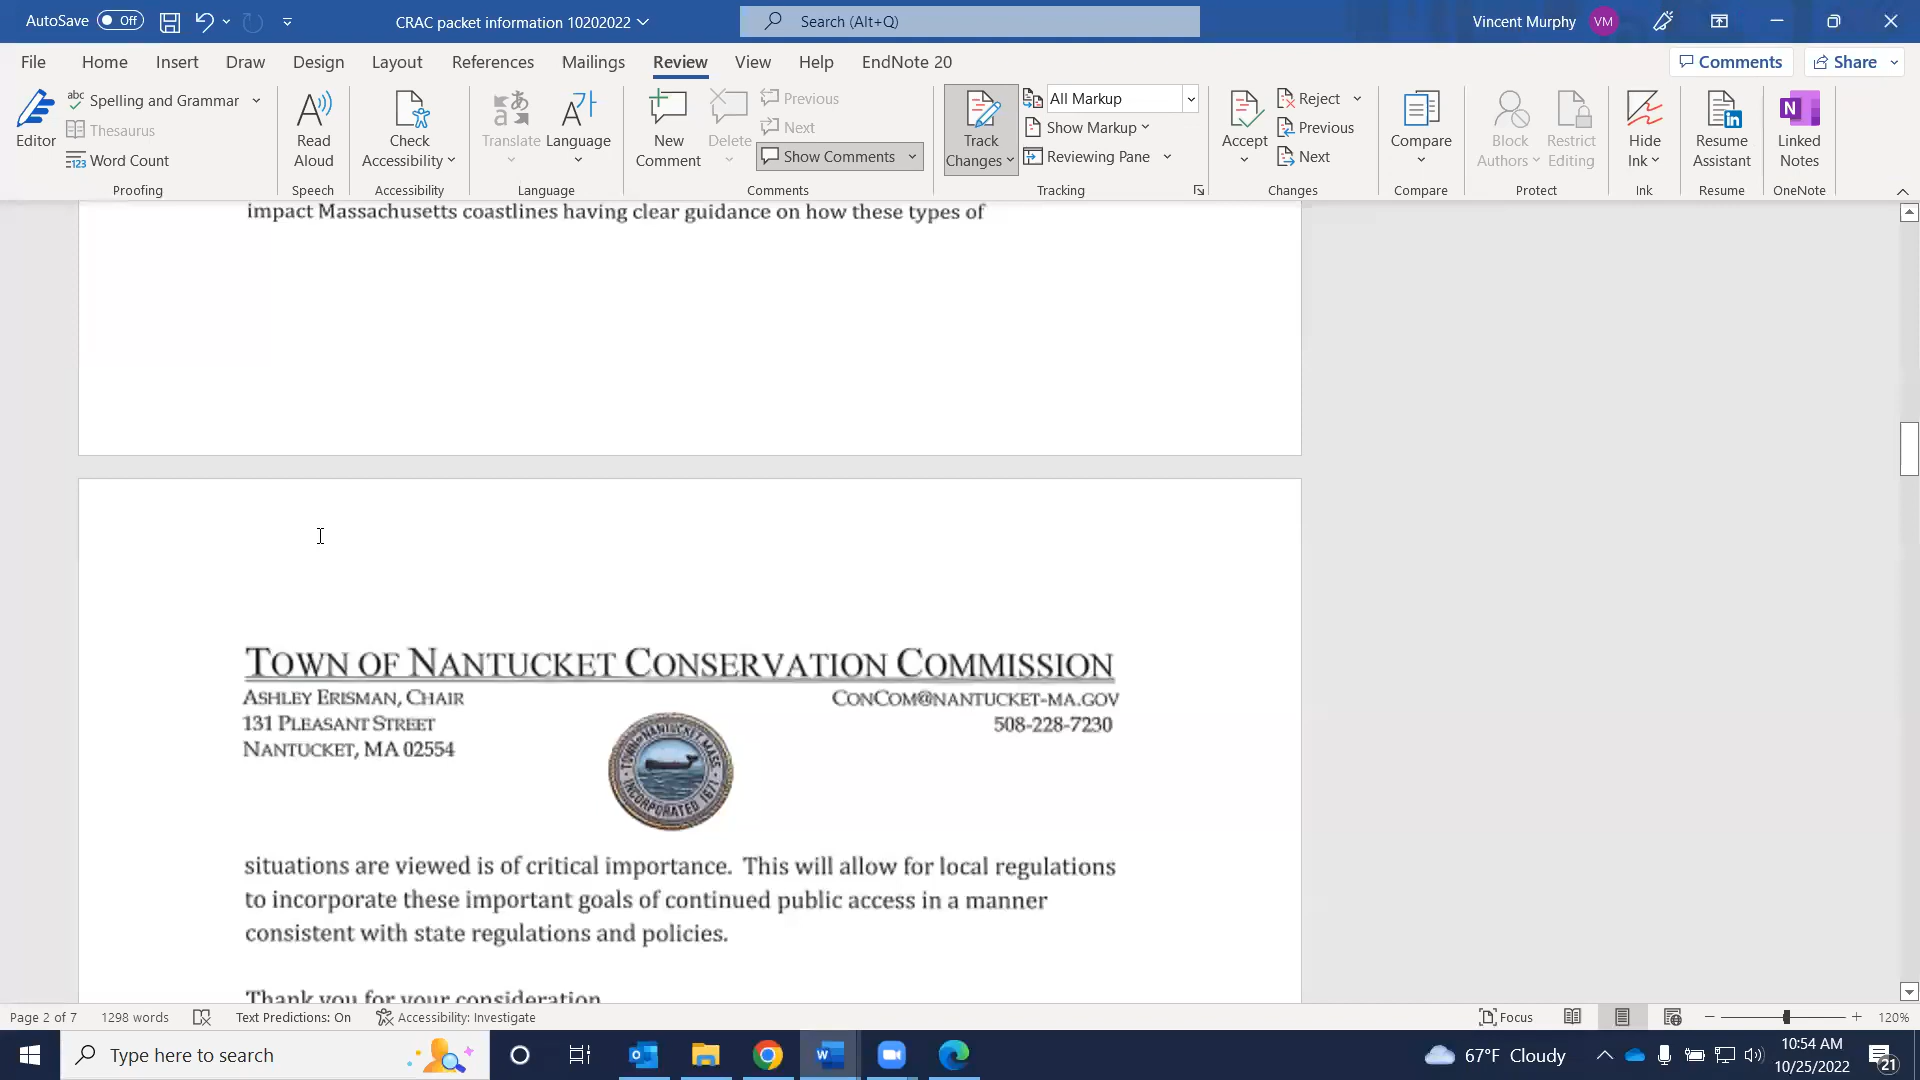 AutoSave Off CRAC packet information 10202022 Search (Alt+Q) Vincent Murphy VM
File Home Insert Draw Design Layout References Mailings Review View Help EndNote 20 Comments Share
Editor
abc Spelling and Grammar
Thesaurus
123 Word Count
Proofing
Read
Aloud
Speech
Check
Accessibility
Accessibility
Translate
Language
Language
New
Comment
Delete
Previous
Next
Show Comments
Comments
Track
Changes
All Markup
Show Markup
Reviewing Pane
Tracking
Accept
Reject
Previous
Next
Changes
Compare
Compare
Block
Authors
Restrict
Editing
Protect
Hide
Ink
Ink
Resume
Assistant
Resume
Linked
Notes
OneNote
impact Massachusetts coastlines having clear guidance on how these types of
TOWN OF NANTUCKET CONSERVATION COMMISSION
ASHLEY ERISMAN, CHAIR CONCOM@NANTUCKET-MA.GOV
131 PLEASANT STREET 508-228-7230
NANTUCKET, MA 02554
TOWN OF NANTUCKET MASS
INCORPORATED 1671
situations are viewed is of critical importance. This will allow for local regulations
to incorporate these important goals of continued public access in a manner
consistent with state regulations and policies.
Thank you for your consideration
Page 2 of 7 1298 words Text Predictions: On Accessibility: Investigate Focus 120%
Type here to search 67°F Cloudy 10:54 AM
10/25/2022 21